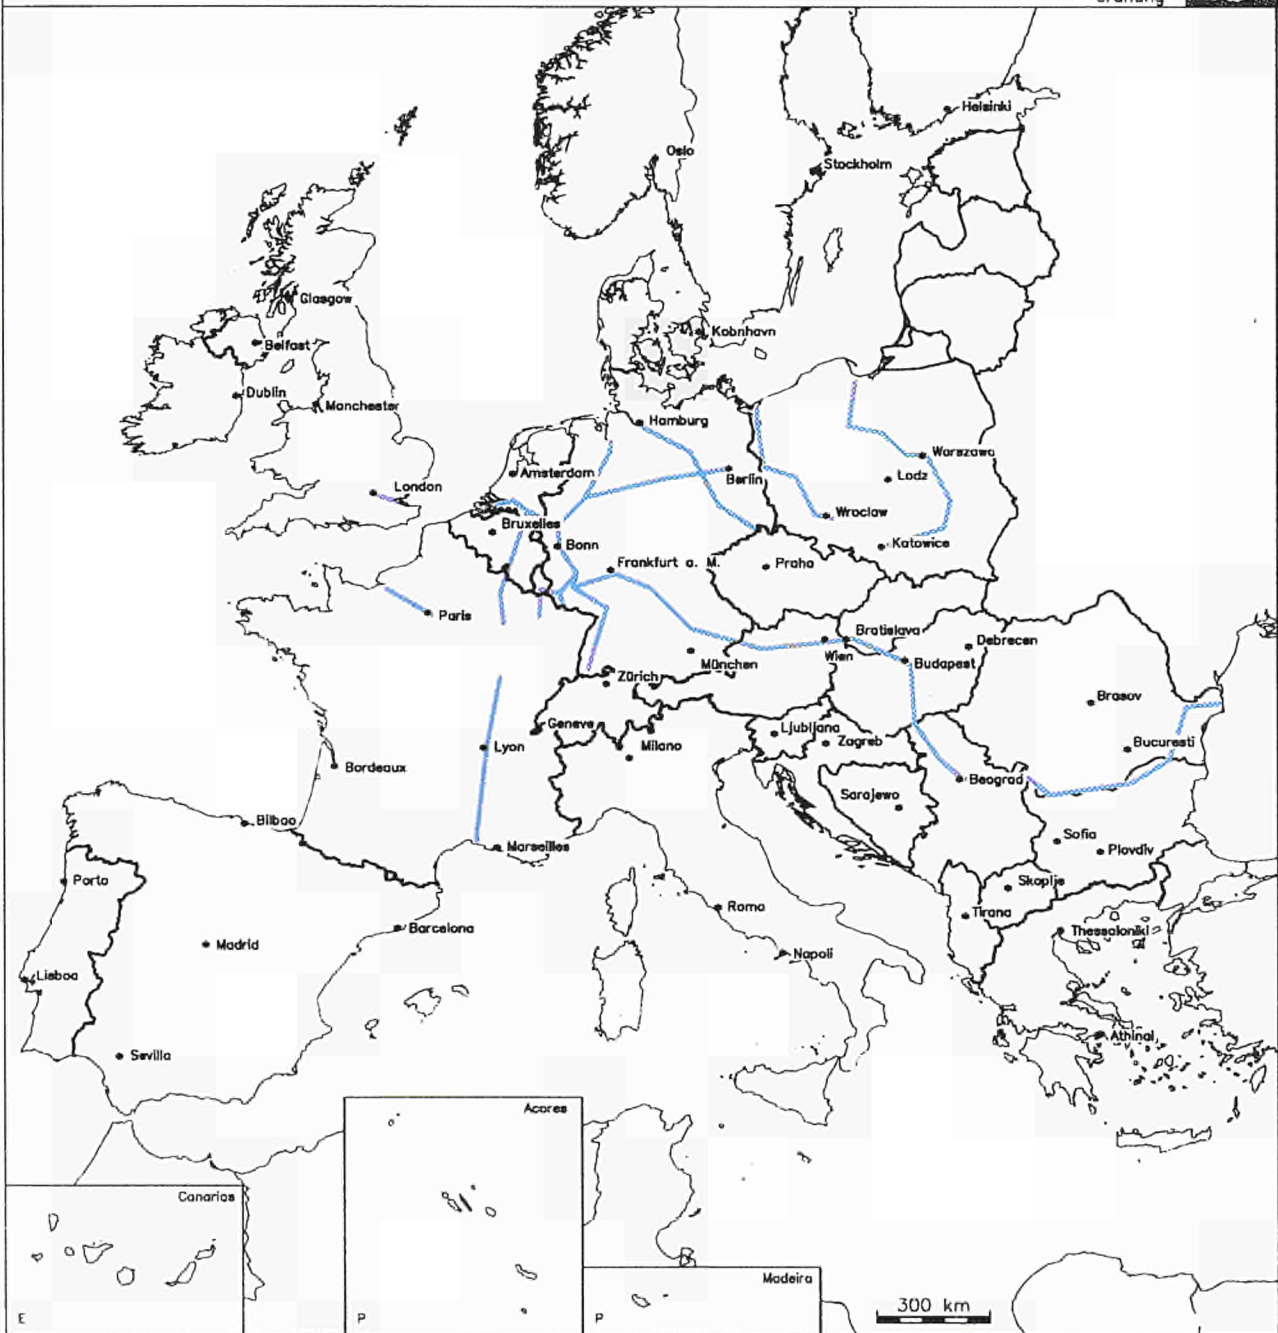 Helsinki
Oslo
Stockholm
Glasgow
Kobnhavn
Belfast
Dublin
Manchester
Hamburg
Warszawa
Amsterdam
Berlin
Lodz
London
Wroclaw
Bruxelles
Bonn
Katowice
Frankfurt a. M.
Praha
Paris
Bratislava
Debrecen
Wien
München
Budapest
Zürich
Brasov
Geneve
Ljubljana
Zagreb
Bucuresti
Lyon
Milano
Bordeaux
Beograd
Sarajevo
Bilbao
Sofia
Marseilles
Plovdiv
Porto
Skoplje
Roma
Tirana
Barcelona
Thessaloniki
Madrid
Napoli
Lisboa
Athinai
Sevilla
Acores
Canarias
Madeira
300 km
E
P
P